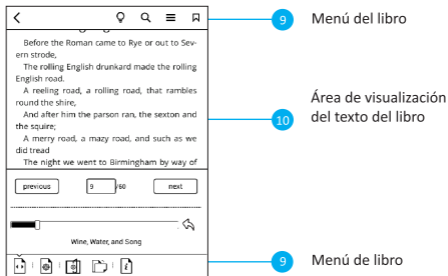 9 Menú del libro
Before the Roman came to Rye or out to Sev-
ern strode,
The rolling English drunkard made the rolling
English road.
A reeling road, a rolling road, that rambles
round the shire,
And after him the parson ran, the sexton and
the squire;
A merry road, a mazy road, and such as we
did tread
The night we went to Birmingham by way of
10 Área de visualización
del texto del libro
previous 9 /60 next
Wine, Water, and Song
9 Menú de libro